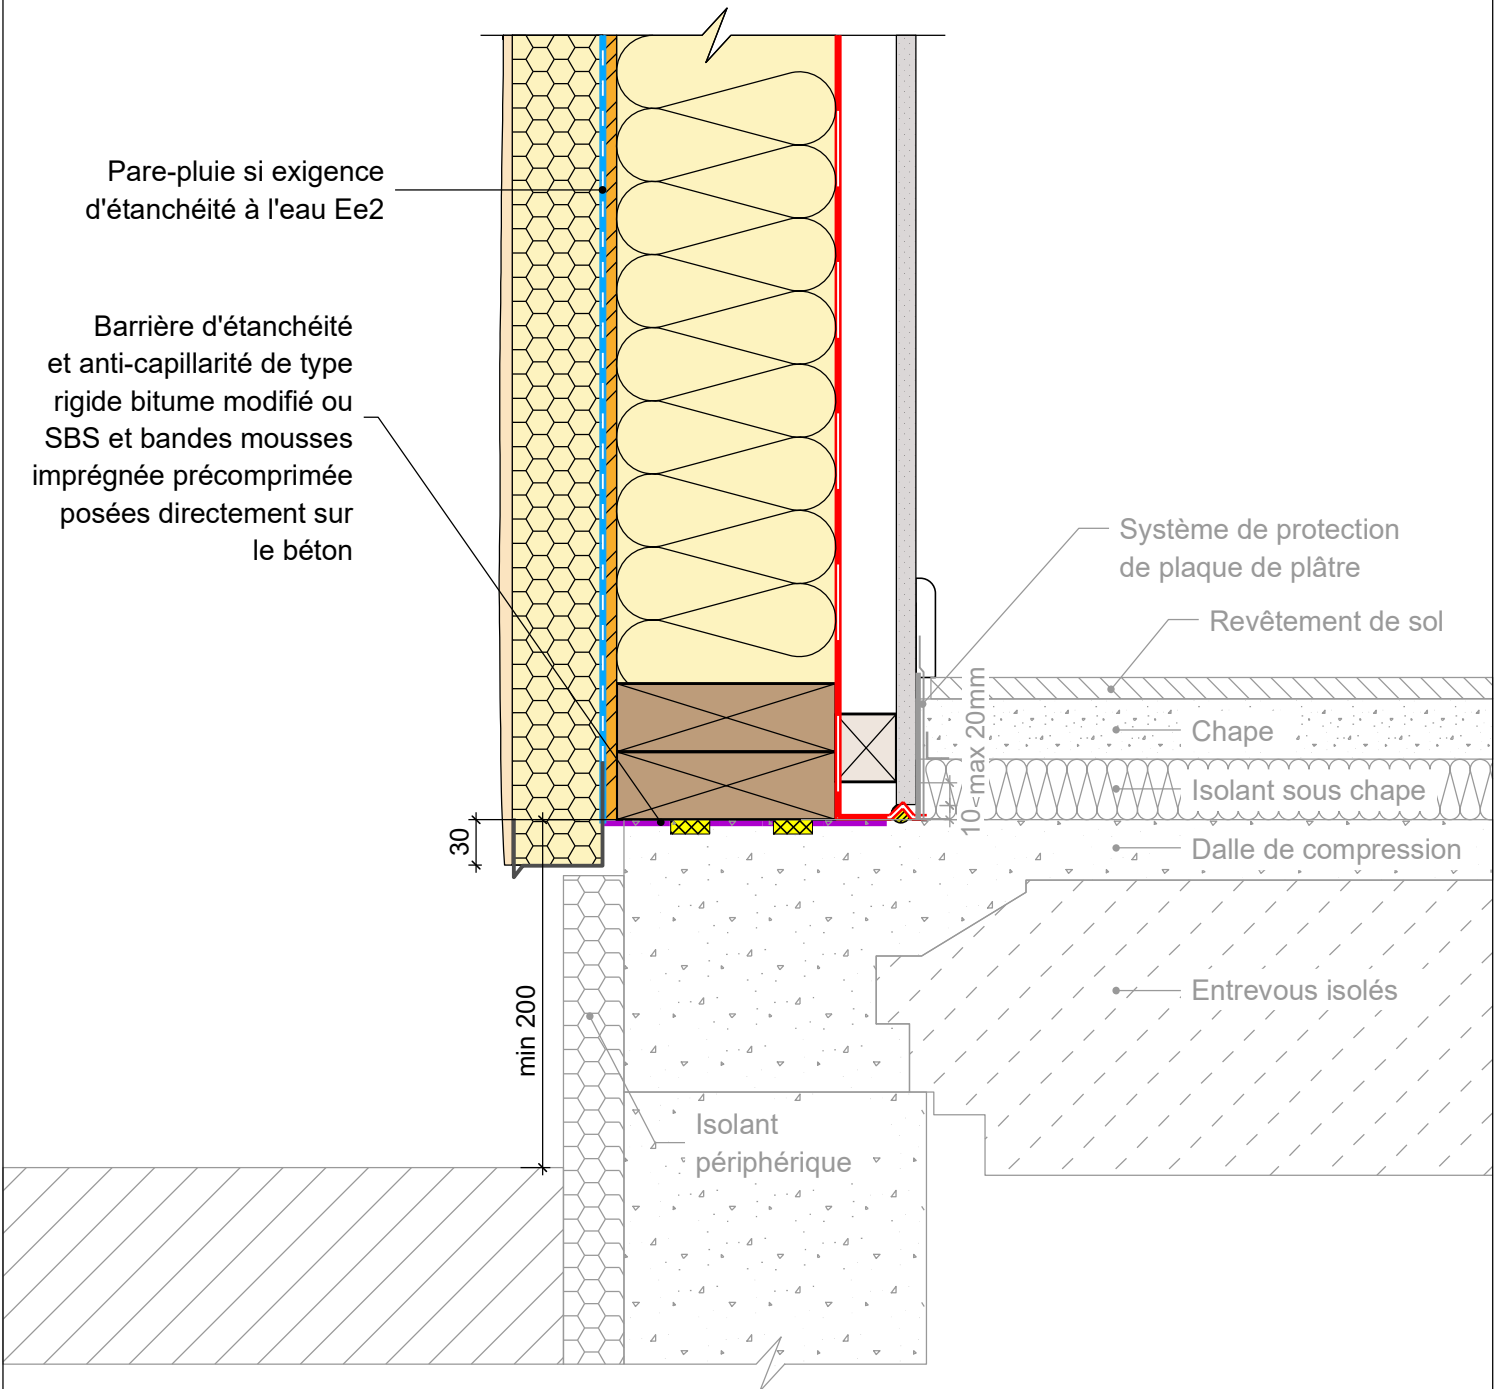 Pare-pluie si exigence
d'étanchéité à l'eau Ee2
Barrière d'étanchéité
et anti-capillarité de type
rigide bitume modifié ou
SBS et bandes mousses
imprégnée précomprimée
posées directement sur
le béton
Système de protection
de plaque de plâtre
Revêtement de sol
10<max 20mm
Chape
Isolant sous chape
Dalle de compression
30
min 200
Entrevous isolés
Isolant
périphérique